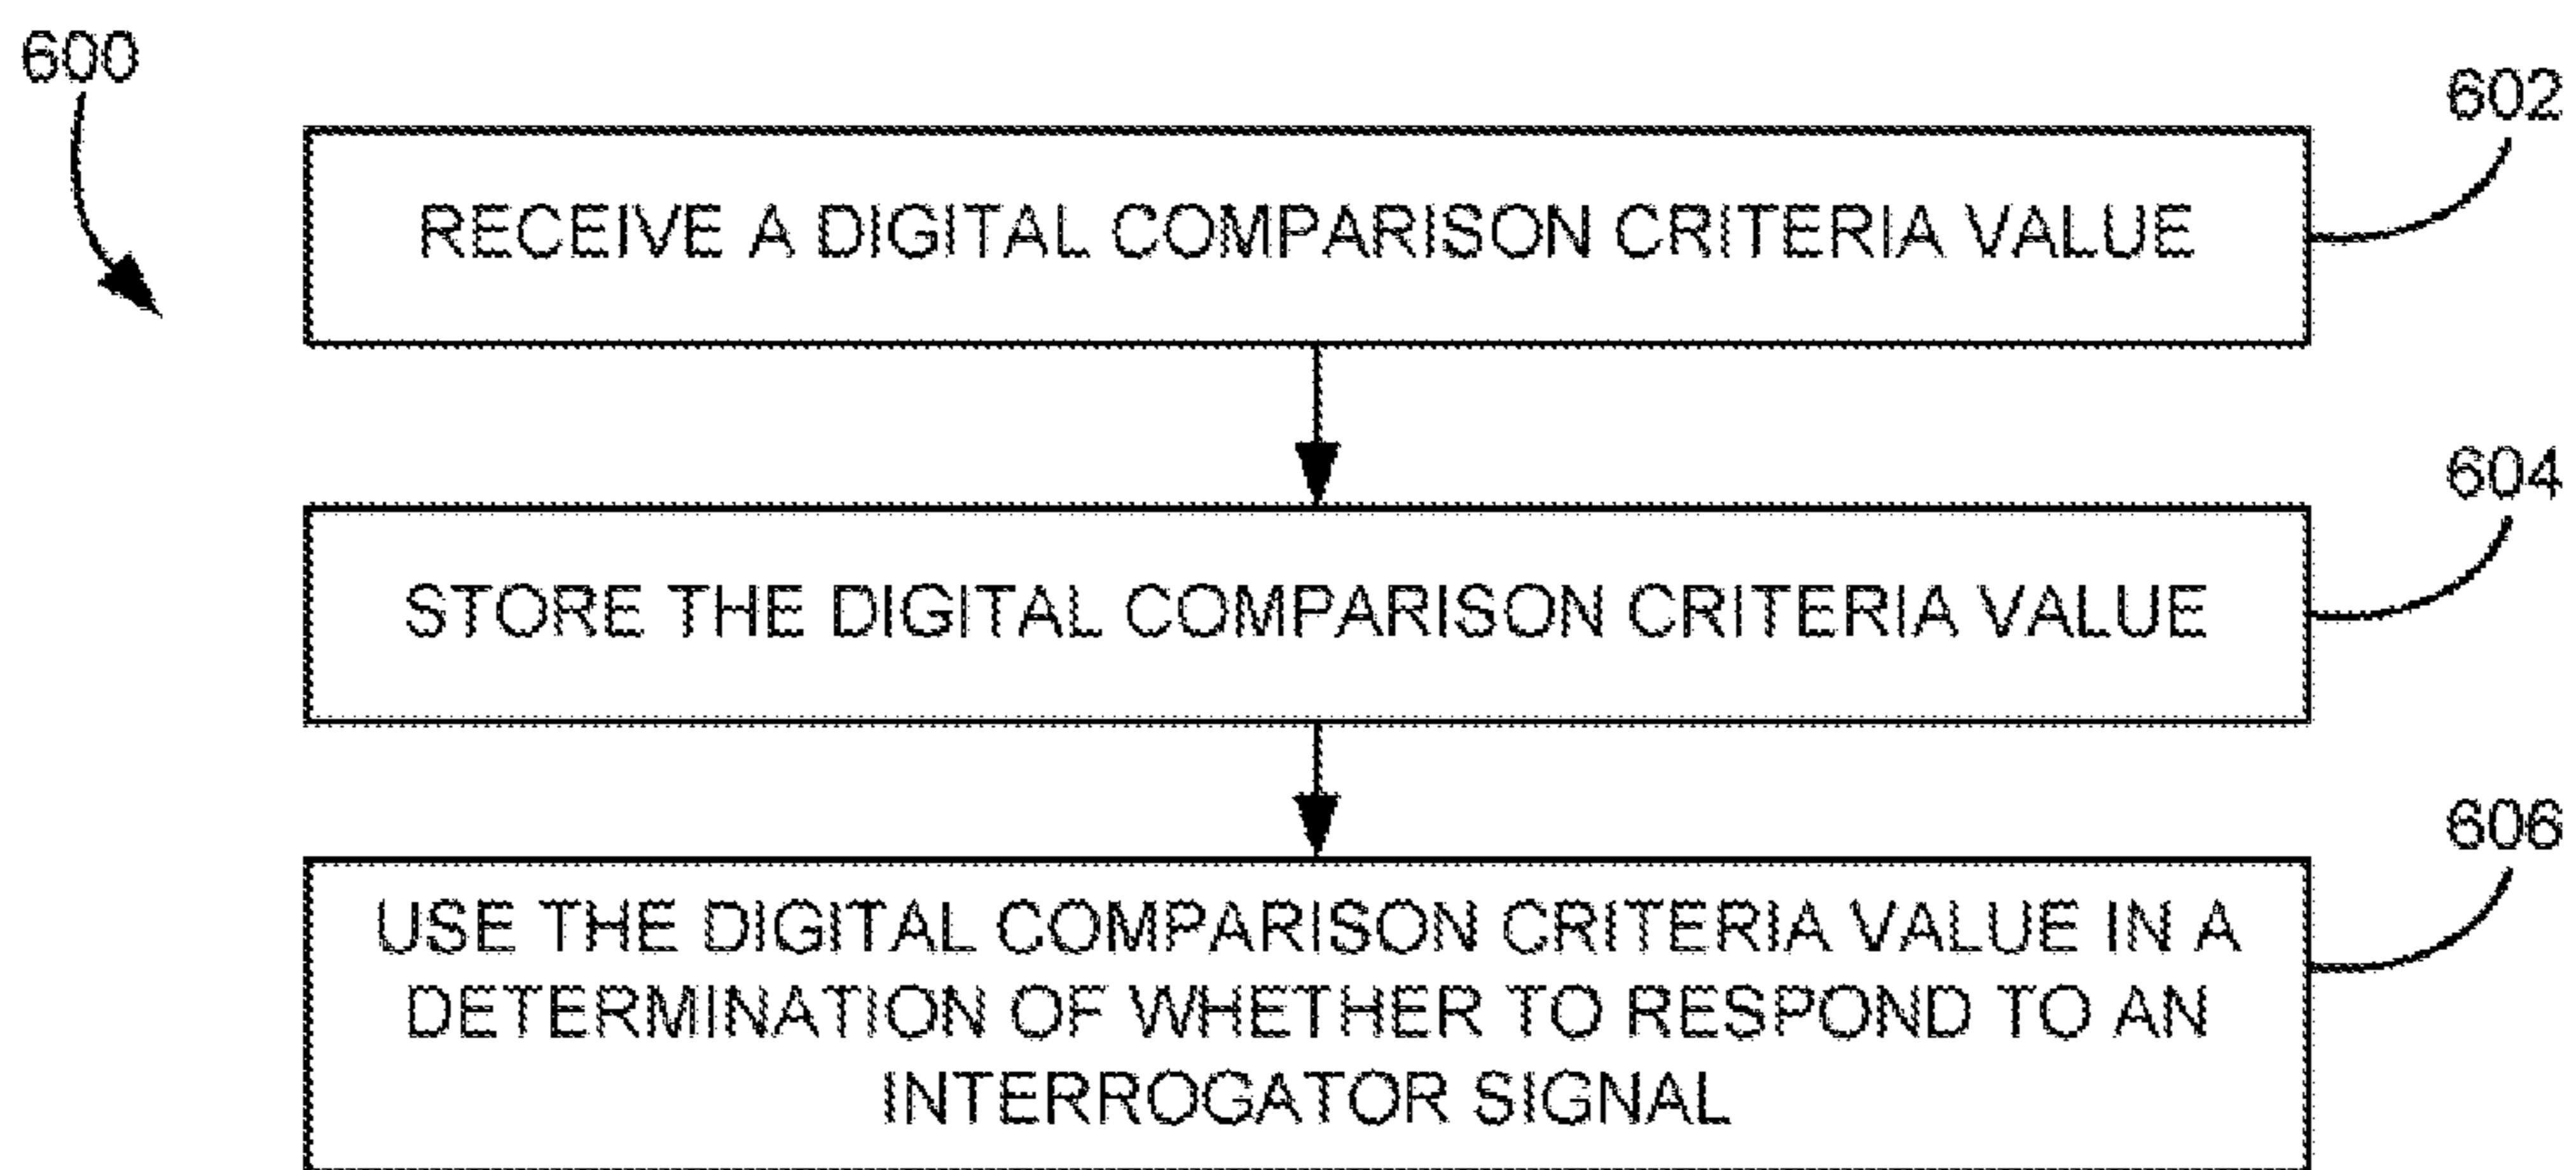 600
602
RECEIVE A DIGITAL COMPARISON CRITERIA VALUE
604
STORE THE DIGITAL COMPARISON CRITERIA VALUE
606
USE THE DIGITAL COMPARISON CRITERIA VALUE IN A
DETERMINATION OF WHETHER TO RESPOND TO AN
INTERROGATOR SIGNAL